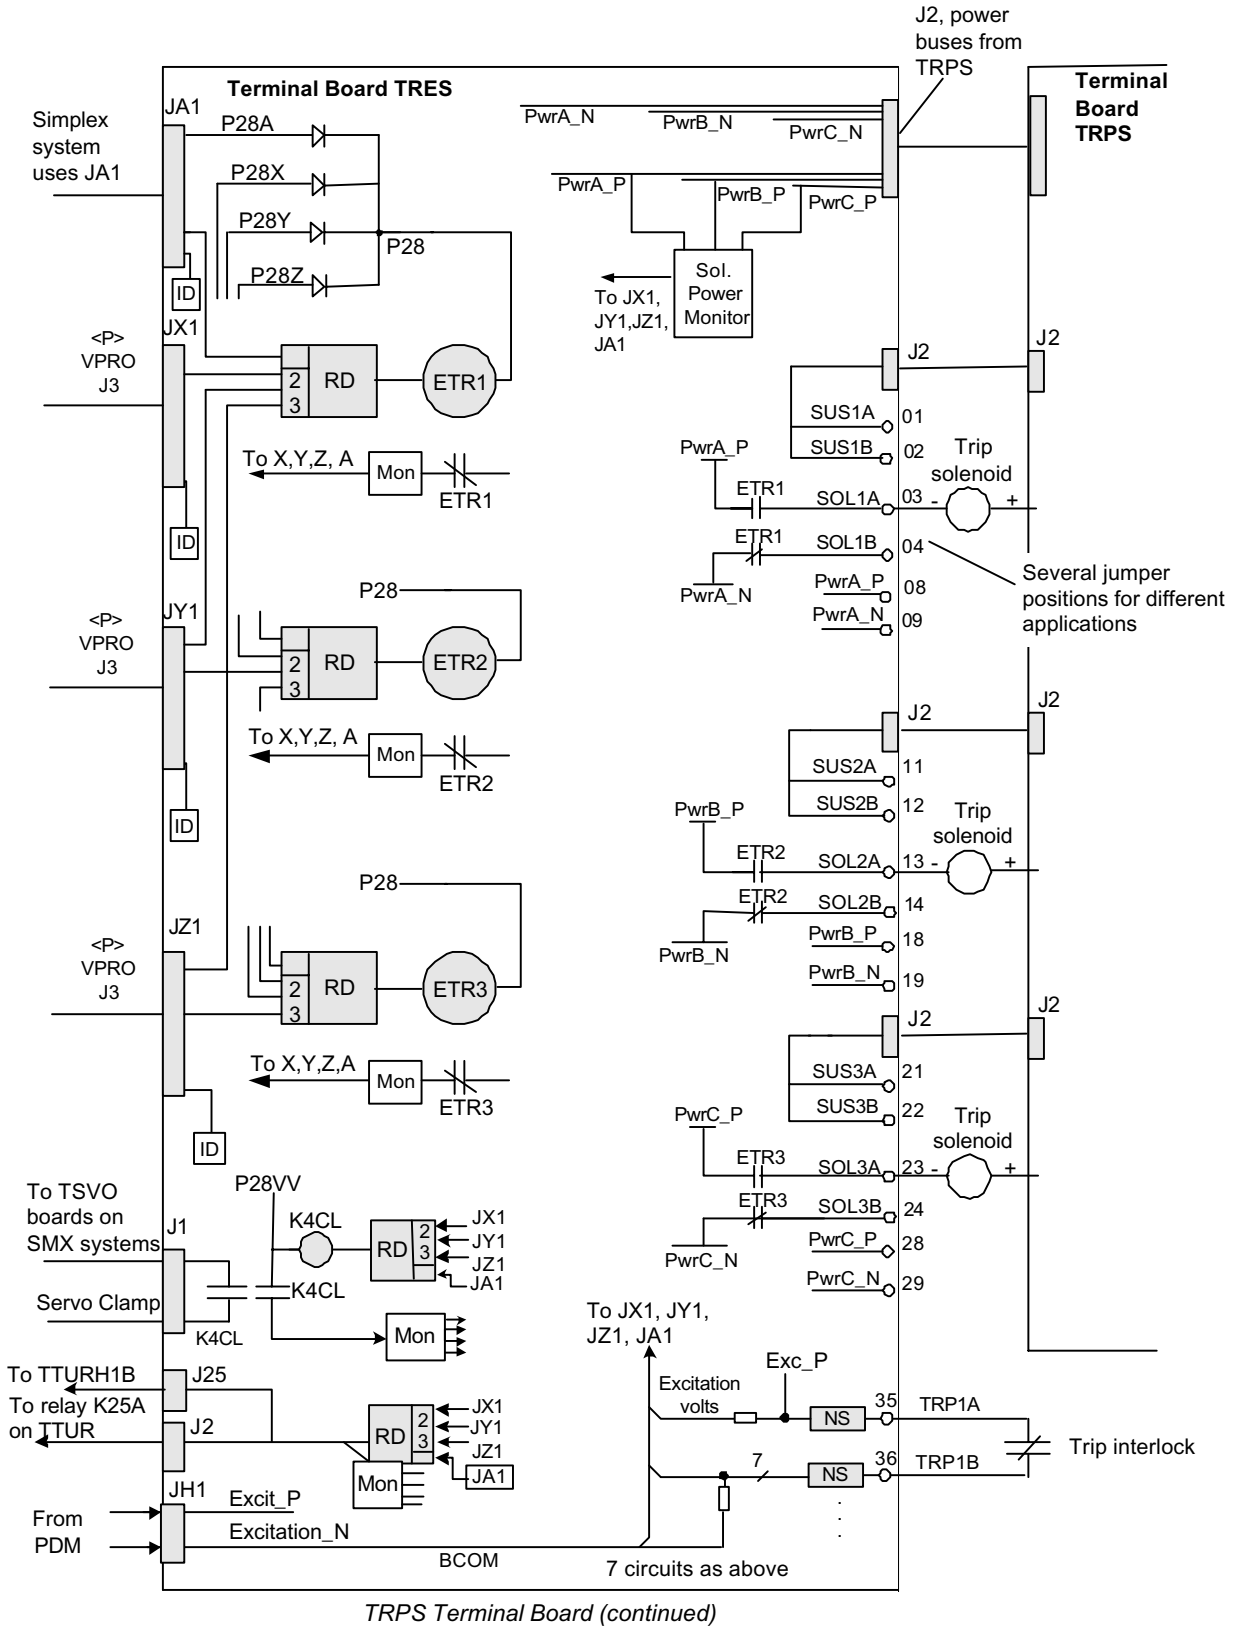 J2, power
buses from
TRPS
Terminal Board TRES
Terminal
Board
TRPS
JA1
Simplex
system
uses JA1
P28A
P28X
P28Y
P28Z
P28
ID
PwrA_N
PwrB_N
PwrC_N
PwrA_P
PwrB_P
PwrC_P
Sol.
Power
Monitor
To JX1,
JY1,JZ1,
JA1
JX1
<P>
VPRO
J3
2
3
RD
ETR1
To X,Y,Z, A
Mon
ETR1
ID
J2
J2
SUS1A
01
SUS1B
02
PwrA_P
ETR1
SOL1A
03
-
Trip
solenoid
+
ETR1
SOL1B
04
PwrA_N
PwrA_P
08
PwrA_N
09
Several jumper
positions for different
applications
JY1
<P>
VPRO
J3
P28
2
3
RD
ETR2
To X,Y,Z, A
Mon
ETR2
ID
J2
J2
SUS2A
11
SUS2B
12
PwrB_P
ETR2
SOL2A
13
-
Trip
solenoid
+
ETR2
SOL2B
14
PwrB_N
PwrB_P
18
PwrB_N
19
JZ1
<P>
VPRO
J3
P28
2
3
RD
ETR3
To X,Y,Z,A
Mon
ETR3
ID
J2
J2
SUS3A
21
SUS3B
22
PwrC_P
ETR3
SOL3A
23
-
Trip
solenoid
+
ETR3
SOL3B
24
PwrC_N
PwrC_P
28
PwrC_N
29
To TSVO
boards on
SMX systems
J1
Servo Clamp
P28VV
K4CL
K4CL
K4CL
RD
2
3
JX1
JY1
JZ1
JA1
Mon
To TTURH1B
J25
To relay K25A
on TTUR
J2
RD
2
3
JX1
JY1
JZ1
JA1
Mon
JH1
From
PDM
Excit_P
Excitation_N
BCOM
To JX1, JY1,
JZ1, JA1
Exc_P
Excitation
volts
NS
35
TRP1A
7
NS
36
TRP1B
Trip interlock
.
.
.
7 circuits as above
TRPS Terminal Board (continued)